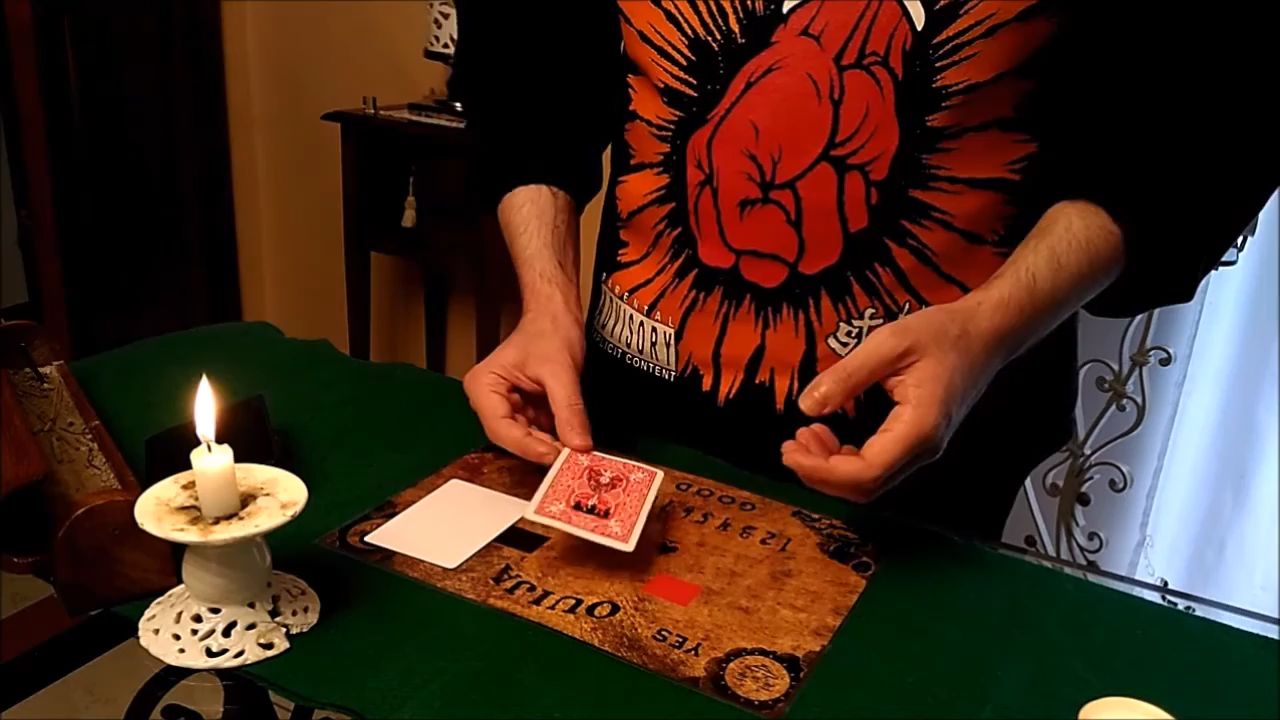 PARENTAL
ADVISORY
EXPLICIT CONTENT
GOOD
1234567
OUIJA
YES